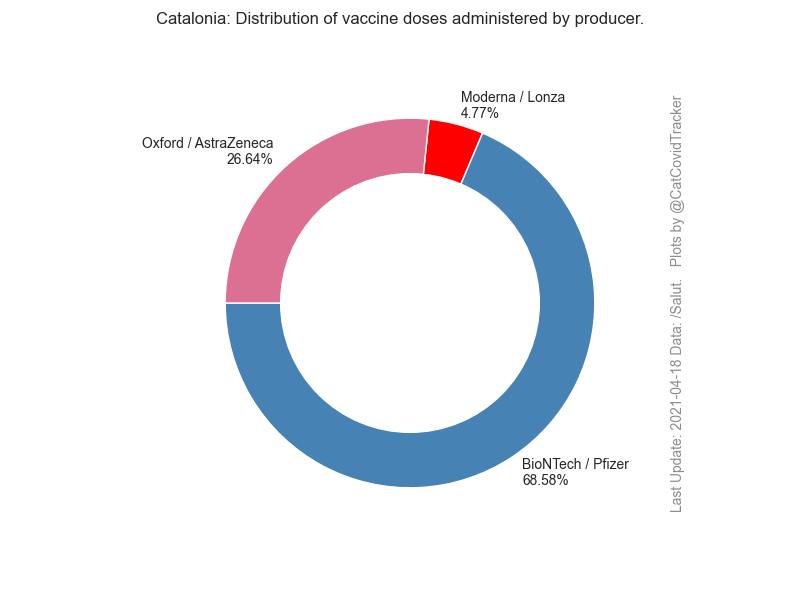 Catalonia: Distribution of vaccine doses administered by producer.
Moderna / Lonza
4.77%
Oxford / AstraZeneca
26.64%
BioNTech / Pfizer
68.58%
Last Update: 2021-04-18 Data: /Salut.   Plots by @CatCovidTracker